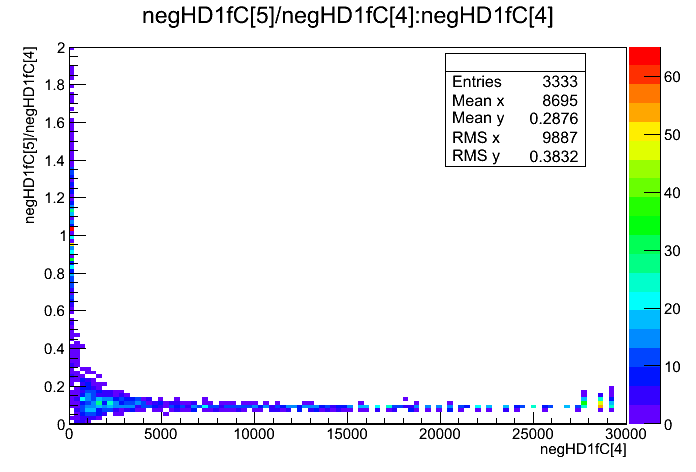 negHD1fC[5]/negHD1fC[4]:negHD1fC[4]
negHD1fC[5]/negHD1fC[4]
2
1.8
1.6
1.4
1.2
1
0.8
0.6
0.4
0.2
0
Entries 3333
Mean x 8695
Mean y 0.2876
RMS x 9887
RMS y 0.3832
60
50
40
30
20
10
0
0 5000 10000 15000 20000 25000 30000
negHD1fC[4]